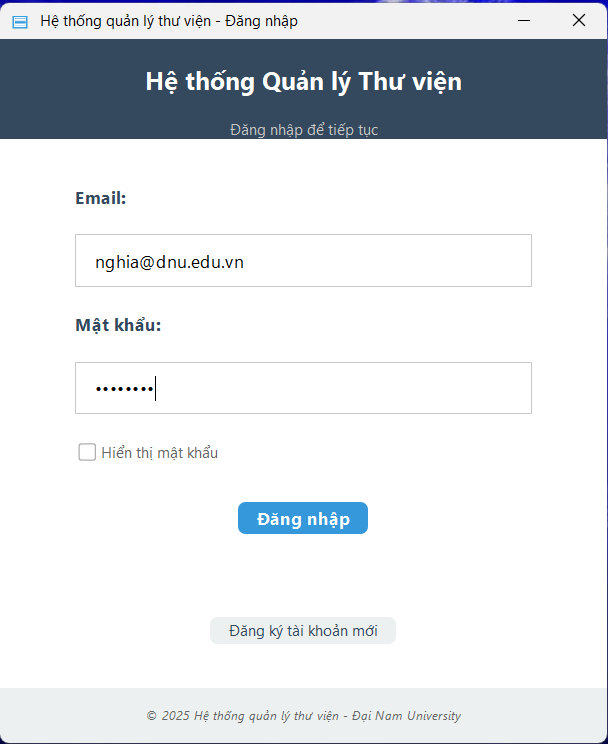 Hệ thống quản lý thư viện - Đăng nhập
Hệ thống Quản lý Thư viện
Đăng nhập để tiếp tục
Email:
nghia@dnu.edu.vn
Mật khẩu:
••••••••
Hiển thị mật khẩu
Đăng nhập
Đăng ký tài khoản mới
© 2025 Hệ thống quản lý thư viện - Đại Nam University